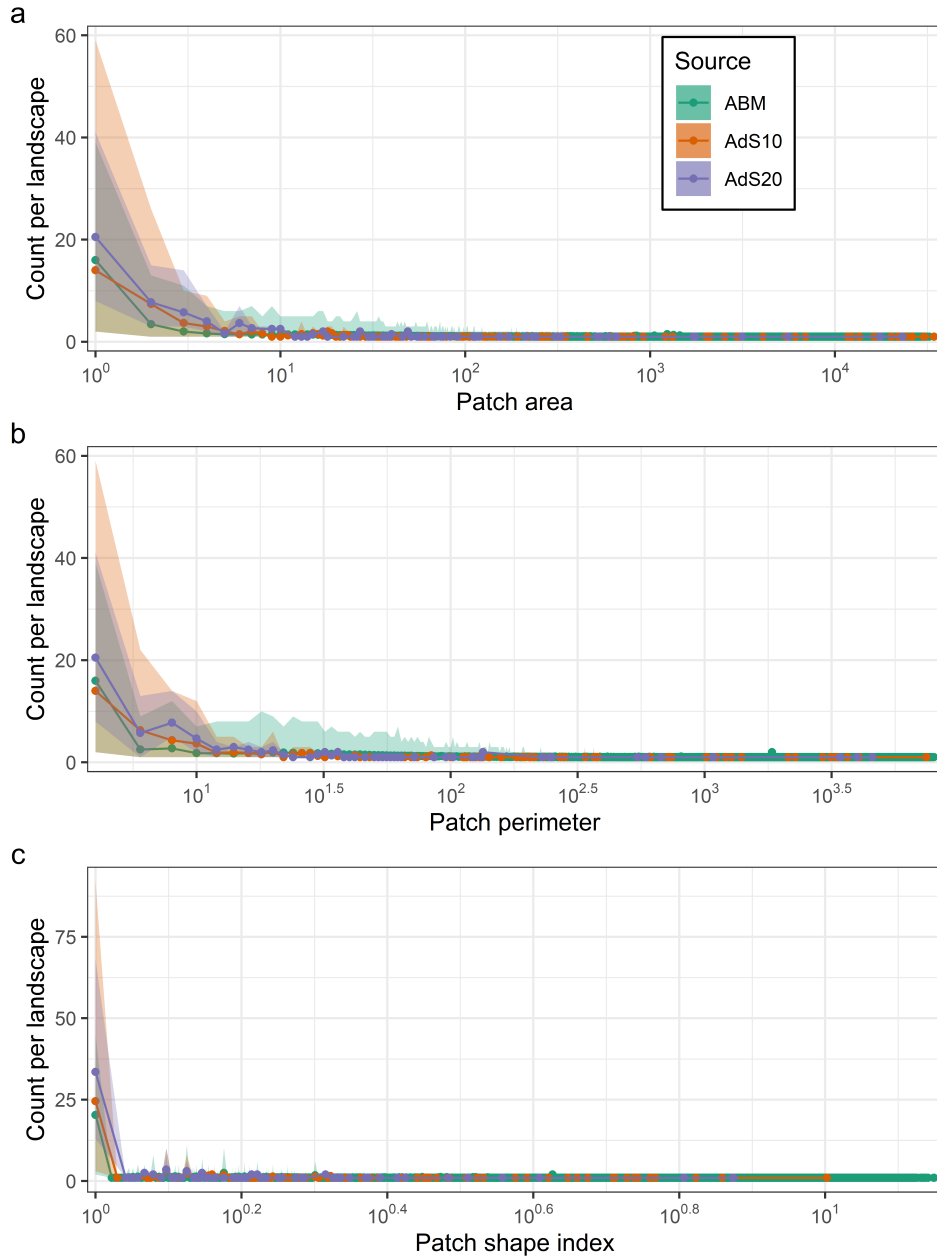 a
60
40
20
0
Count per landscape
Source
ABM
AdS10
AdS20
10^0 10^1 10^2 10^3 10^4
Patch area
b
60
40
20
0
Count per landscape
10^1 10^1.5 10^2 10^2.5 10^3 10^3.5
Patch perimeter
c
75
50
25
0
Count per landscape
10^0 10^0.2 10^0.4 10^0.6 10^0.8 10^1
Patch shape index